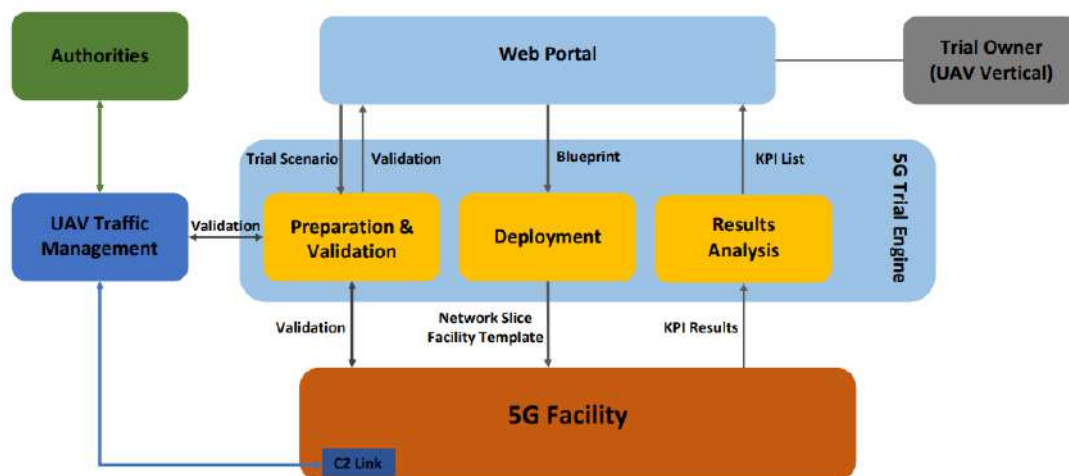 Authorities
Web Portal
Trial Owner
(UAV Vertical)
Trial Scenario
Validation
Blueprint
KPI List
5G Trial Engine
UAV Traffic
Management
Validation
Preparation &
Validation
Deployment
Results
Analysis
Validation
Network Slice
Facility Template
KPI Results
5G Facility
C2 Link